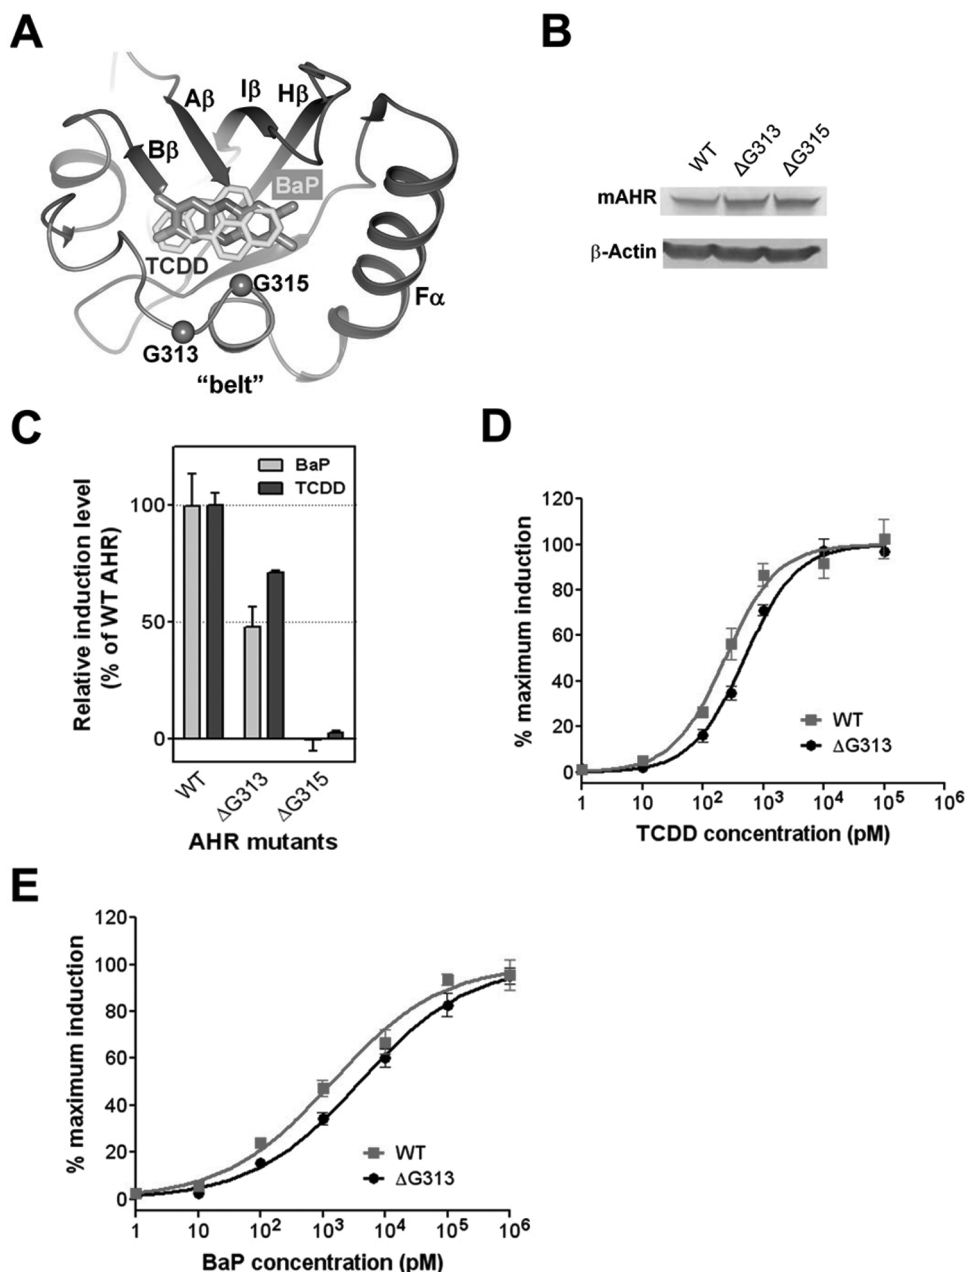 A
Aβ
Iβ
Hβ
Bβ
BaP
TCDD
G315
G313
Fα
“belt”
B
WT
ΔG313
ΔG315
mAHR
β-Actin
C
Relative induction level
(% of WT AHR)
100
50
0
BaP
TCDD
WT
ΔG313
ΔG315
AHR mutants
D
% maximum induction
120
100
80
60
40
20
0
WT
ΔG313
1 10 10² 10³ 10⁴ 10⁵ 10⁶
TCDD concentration (pM)
E
% maximum induction
120
100
80
60
40
20
0
WT
ΔG313
1 10 10² 10³ 10⁴ 10⁵ 10⁶
BaP concentration (pM)